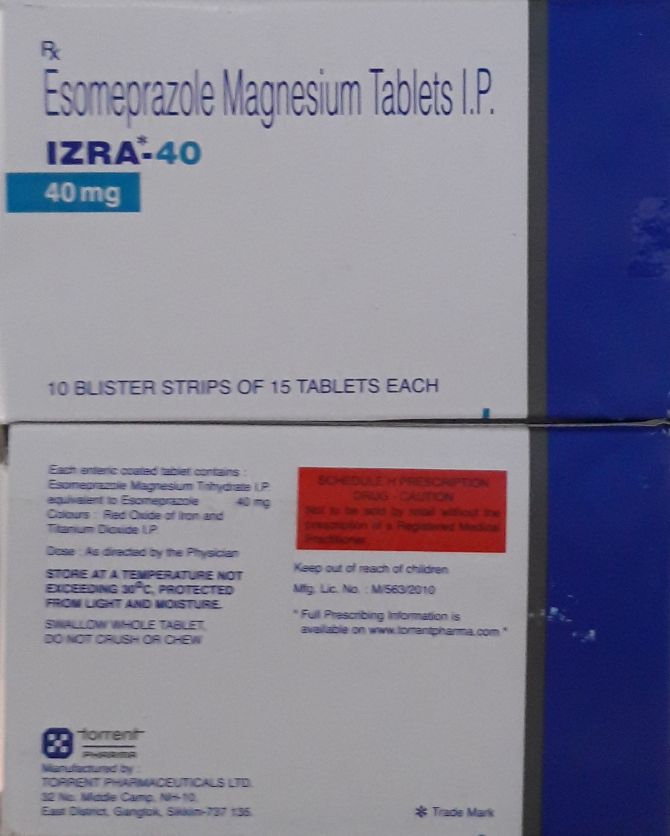 Rx
Esomeprazole Magnesium Tablets I.P.
IZRA*-40
40 mg
10 BLISTER STRIPS OF 15 TABLETS EACH
Each enteric coated tablet contains :
Esomeprazole Magnesium Trihydrate I.P.
equivalent to Esomeprazole 40 mg
Colours : Red Oxide of Iron and
Titanium Dioxide I.P.
Dose : As directed by the Physician
STORE AT A TEMPERATURE NOT
EXCEEDING 30°C, PROTECTED
FROM LIGHT AND MOISTURE.
SWALLOW WHOLE TABLET.
DO NOT CRUSH OR CHEW
SCHEDULE H PRESCRIPTION
DRUG - CAUTION
Not to be sold by retail without the
prescription of a Registered Medical
Practitioner.
Keep out of reach of children
Mfg. Lic. No. : M/563/2010
* Full Prescribing Information is
available on www.torrentpharma.com *
torrent
PHARMA
Manufactured by :
TORRENT PHARMACEUTICALS LTD.
32 No. Middle Camp, NH-10,
East District, Gangtok, Sikkim-737 135.
* Trade Mark